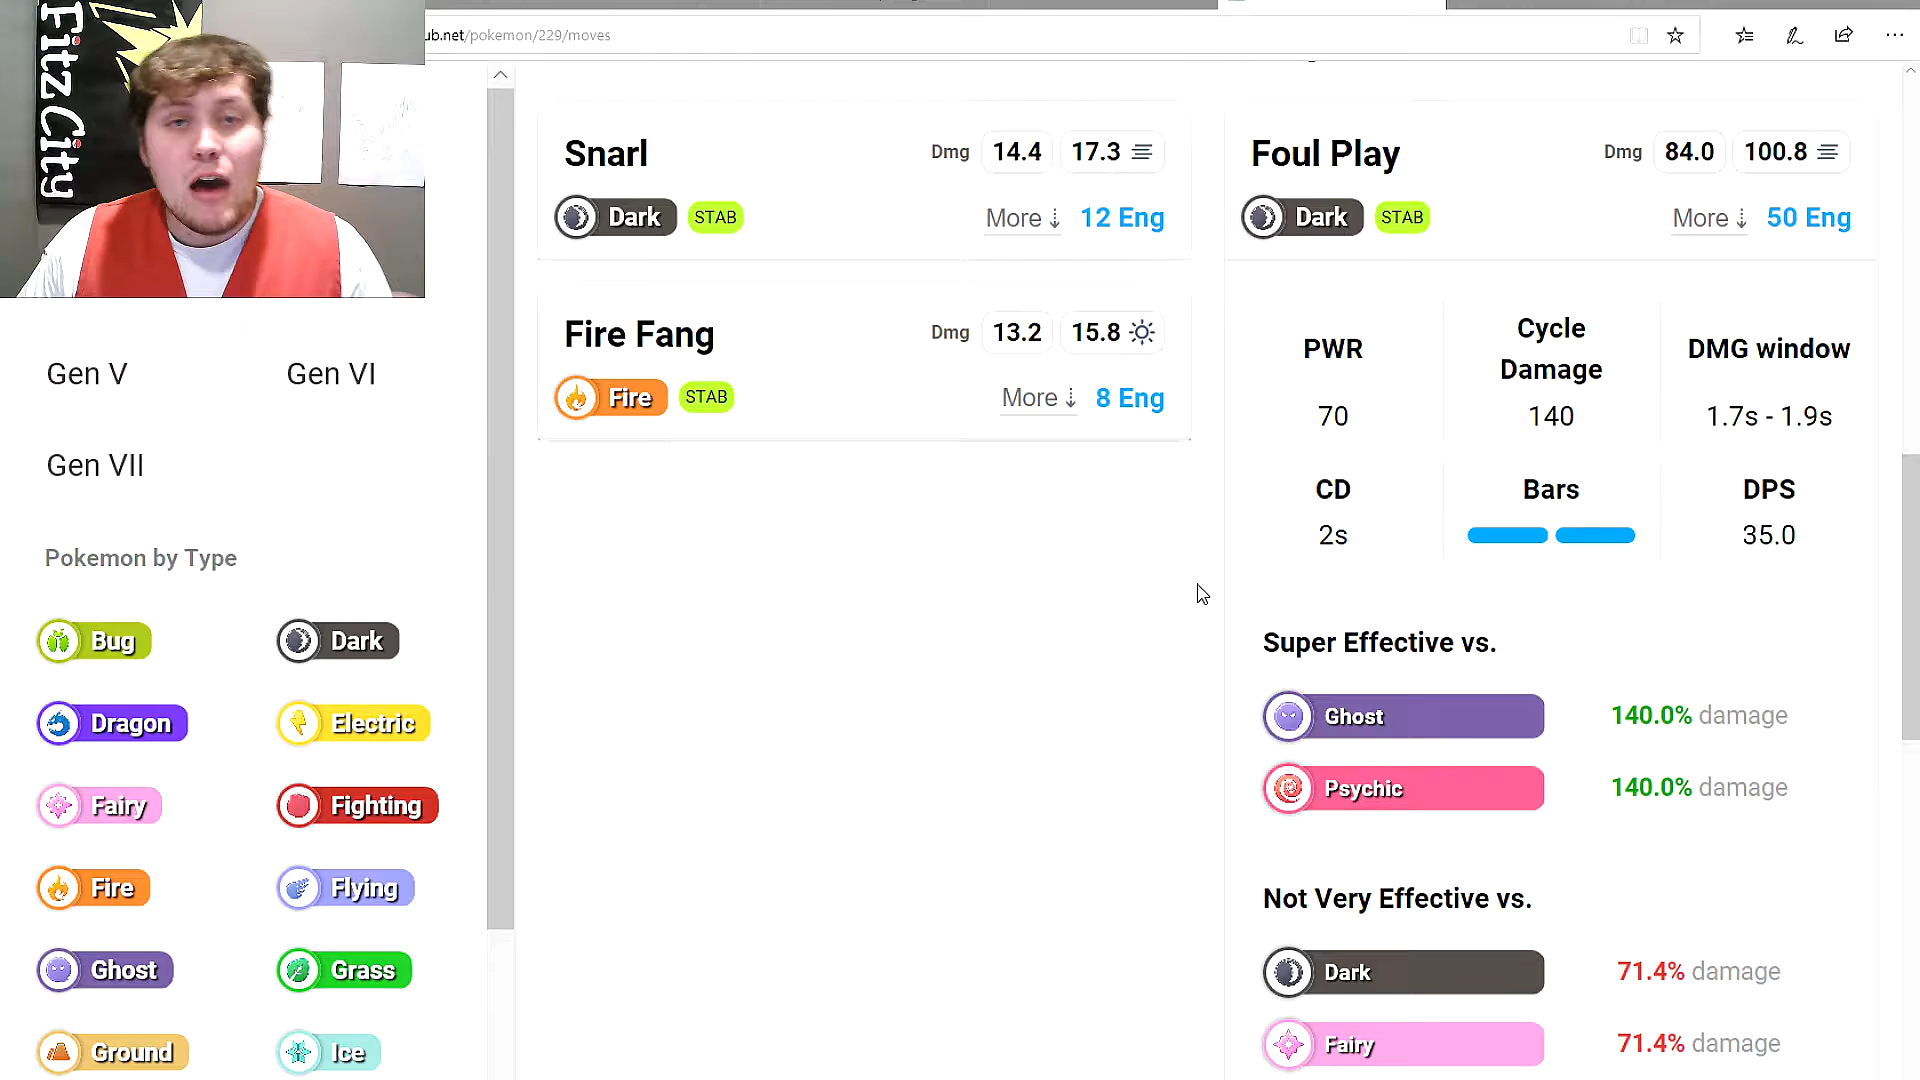 Fitz City
ub.net/pokemon/229/moves
Snarl
Dmg 14.4 17.3
Dark STAB
More ↓ 12 Eng
Fire Fang
Dmg 13.2 15.8
Fire STAB
More ↓ 8 Eng
Foul Play
Dmg 84.0 100.8
Dark STAB
More ↓ 50 Eng
PWR
70
Cycle
Damage
140
DMG window
1.7s - 1.9s
CD
2s
Bars
DPS
35.0
Super Effective vs.
Ghost 140.0% damage
Psychic 140.0% damage
Not Very Effective vs.
Dark 71.4% damage
Fairy 71.4% damage
Gen V Gen VI
Gen VII
Pokemon by Type
Bug Dark
Dragon Electric
Fairy Fighting
Fire Flying
Ghost Grass
Ground Ice